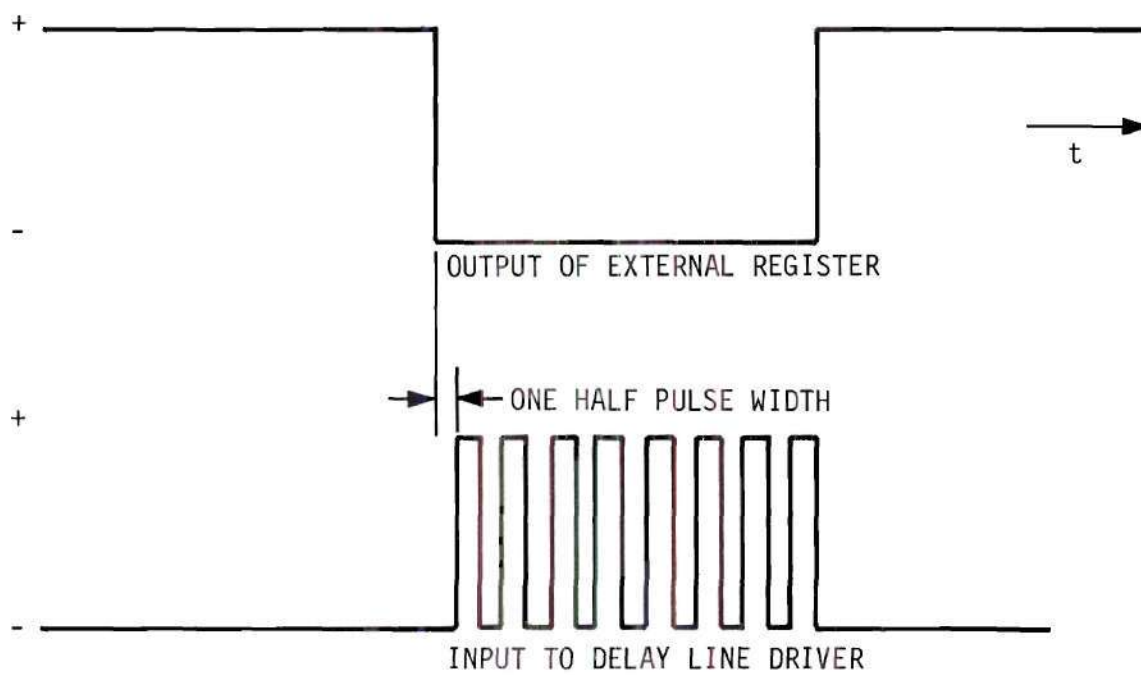 +
t
-
OUTPUT OF EXTERNAL REGISTER
ONE HALF PULSE WIDTH
+
-
INPUT TO DELAY LINE DRIVER